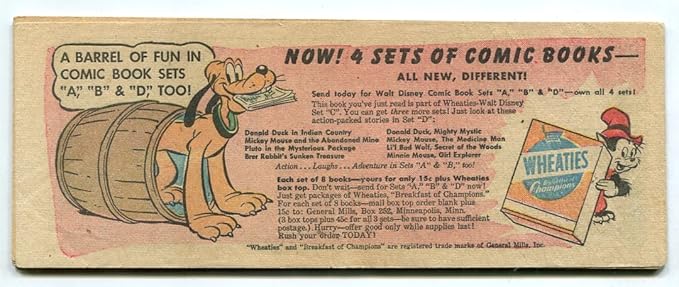 A BARREL OF FUN IN
COMIC BOOK SETS
"A," "B" & "D," TOO!
NOW! 4 SETS OF COMIC BOOKS—
ALL NEW, DIFFERENT!
Send today for Walt Disney Comic Book Sets "A," "B" & "D"—own all 4 sets!
This book you've just read is part of Wheaties-Walt Disney
Set "C". You can get three more sets! Look at just these
action-packed stories in Set "D":
Donald Duck in Indian Country
Mickey Mouse and the Abandoned Mine
Pluto in the Mysterious Package
Brer Rabbit's Sunken Treasure
Donald Duck, Mighty Mystic
Mickey Mouse, The Medicine Man
Li'l Bad Wolf, Secret of the Woods
Minnie Mouse, Girl Explorer
Action...Laughs...Adventure in Sets "A" & "B," too!
Each set of 8 books—yours for only 15c plus Wheaties
box top. Don't wait—send for Sets "A," "B" & "D" now!
Just get packages of Wheaties, "Breakfast of Champions."
For each set of 8 books—mail box top order blank plus
15c to: General Mills, Box 252, Minneapolis, Minn.
(3 box tops plus 45c for all 3 sets—be sure to have sufficient
postage.) Hurry—offer good only while supplies last!
Rush your order TODAY!
"Wheaties" and "Breakfast of Champions" are registered trade marks of General Mills, Inc.
WHEATIES
Breakfast of
Champions